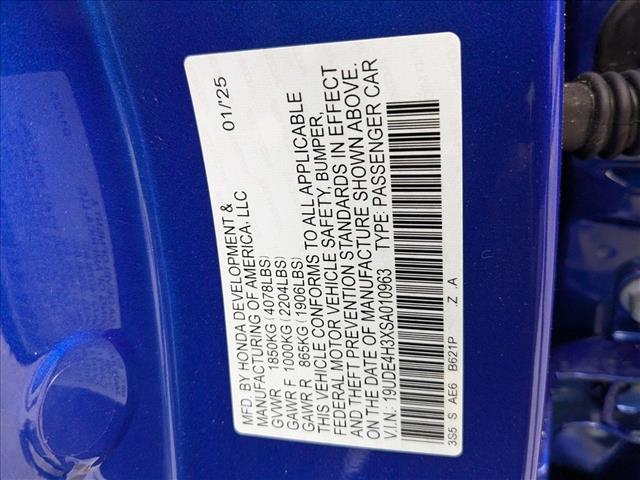 MFD. BY HONDA DEVELOPMENT &
MANUFACTURING OF AMERICA, LLC 01/'25
GVWR 1850KG (4078LBS)
GAWR F 1000KG (2204LBS)
GAWR R 865KG (1906LBS)
THIS VEHICLE CONFORMS TO ALL APPLICABLE
FEDERAL MOTOR VEHICLE SAFETY, BUMPER,
AND THEFT PREVENTION STANDARDS IN EFFECT
ON THE DATE OF MANUFACTURE SHOWN ABOVE.
V.I.N.: 19UDE4H3XSA010963 TYPE: PASSENGER CAR
3S5 S AE6 B621P Z A